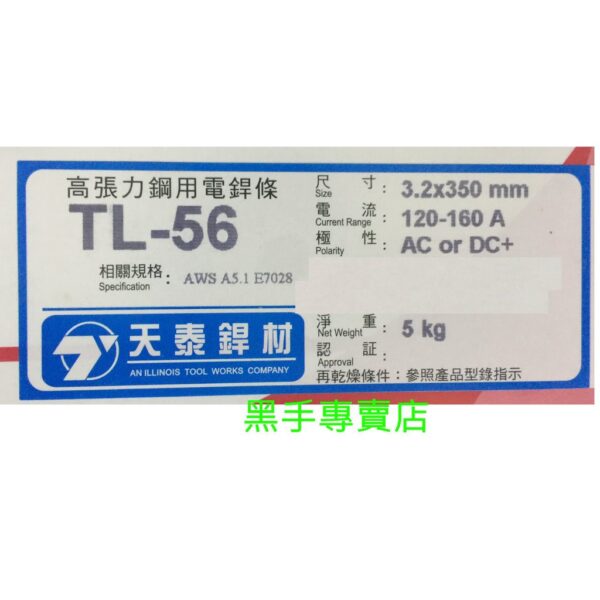 高張力鋼用電銲條
TL-56
相關規格 : AWS A5.1 E7028
Specification
尺 寸 : 3.2x350 mm
Size
電 流 : 120-160 A
Current Range
極 性 : AC or DC+
Polarity
淨 重 : 5 kg
Net Weight
認 証 :
Approval
再乾燥條件：參照產品型錄指示
天泰銲材
AN ILLINOIS TOOL WORKS COMPANY
黑手專賣店